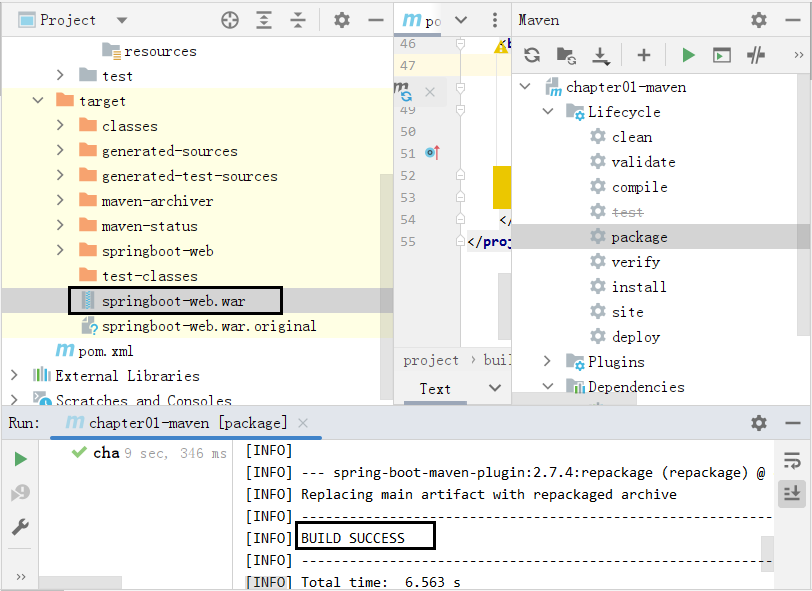 Project
resources
test
target
classes
generated-sources
generated-test-sources
maven-archiver
maven-status
springboot-web
test-classes
springboot-web.war
springboot-web.war.original
pom.xml
External Libraries
Scratches and Consoles
m po
46 <b
47
49
50
51
52
53
54 </
55 </proj
project › buil
Text
Maven
chapter01-maven
Lifecycle
clean
validate
compile
test
package
verify
install
site
deploy
Plugins
Dependencies
Run: chapter01-maven [package]
cha 9 sec, 346 ms
[INFO]
[INFO] --- spring-boot-maven-plugin:2.7.4:repackage (repackage) @
[INFO] Replacing main artifact with repackaged archive
[INFO] ------------------------------------------------------------------------
[INFO] BUILD SUCCESS
[INFO] ------------------------------------------------------------------------
[INFO] Total time:  6.563 s